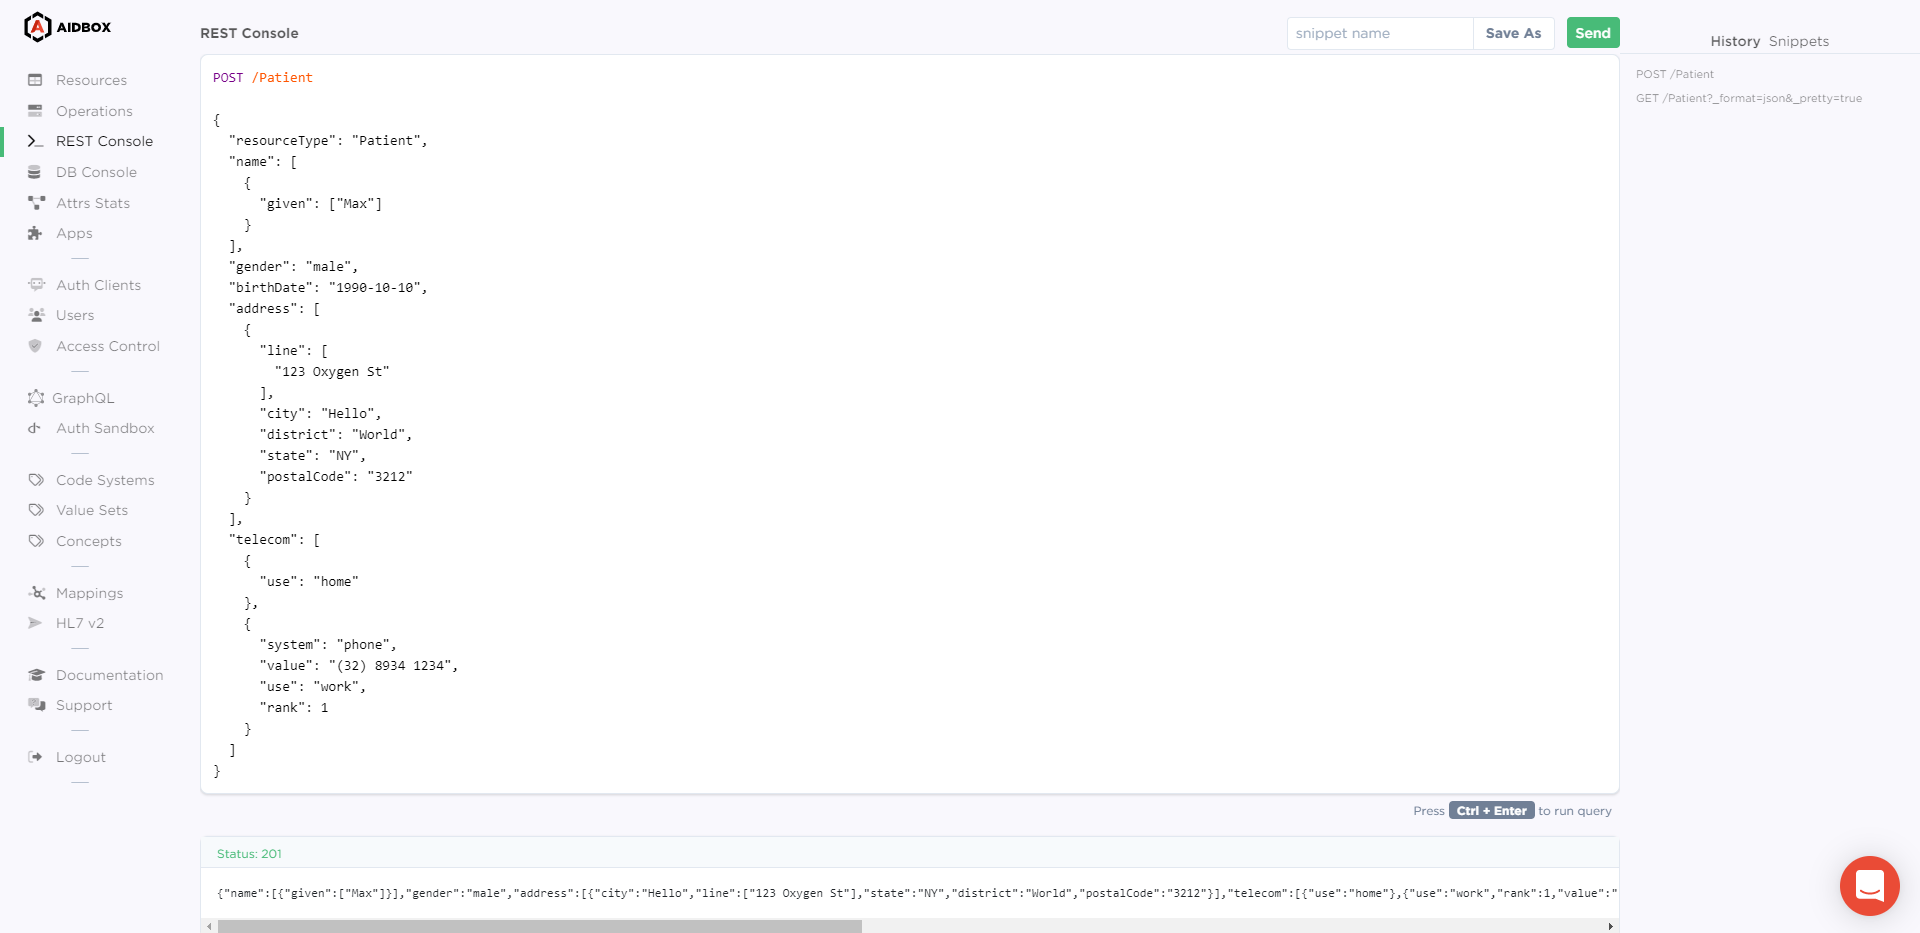 AIDBOX
Resources
Operations
REST Console
DB Console
Attrs Stats
Apps
Auth Clients
Users
Access Control
GraphQL
Auth Sandbox
Code Systems
Value Sets
Concepts
Mappings
HL7 v2
Documentation
Support
Logout
REST Console
snippet name
Save As
Send
POST /Patient
{
"resourceType": "Patient",
"name": [
{
"given": ["Max"]
}
],
"gender": "male",
"birthDate": "1990-10-10",
"address": [
{
"line": [
"123 Oxygen St"
],
"city": "Hello",
"district": "World",
"state": "NY",
"postalCode": "3212"
}
],
"telecom": [
{
"use": "home"
},
{
"system": "phone",
"value": "(32) 8934 1234",
"use": "work",
"rank": 1
}
]
}
Press Ctrl + Enter to run query
Status: 201
{"name":[{"given":["Max"]}],"gender":"male","address":[{"city":"Hello","line":["123 Oxygen St"],"state":"NY","district":"World","postalCode":"3212"}],"telecom":[{"use":"home"},{"use":"work","rank":1,"value":"
History Snippets
POST /Patient
GET /Patient?_format=json&_pretty=true